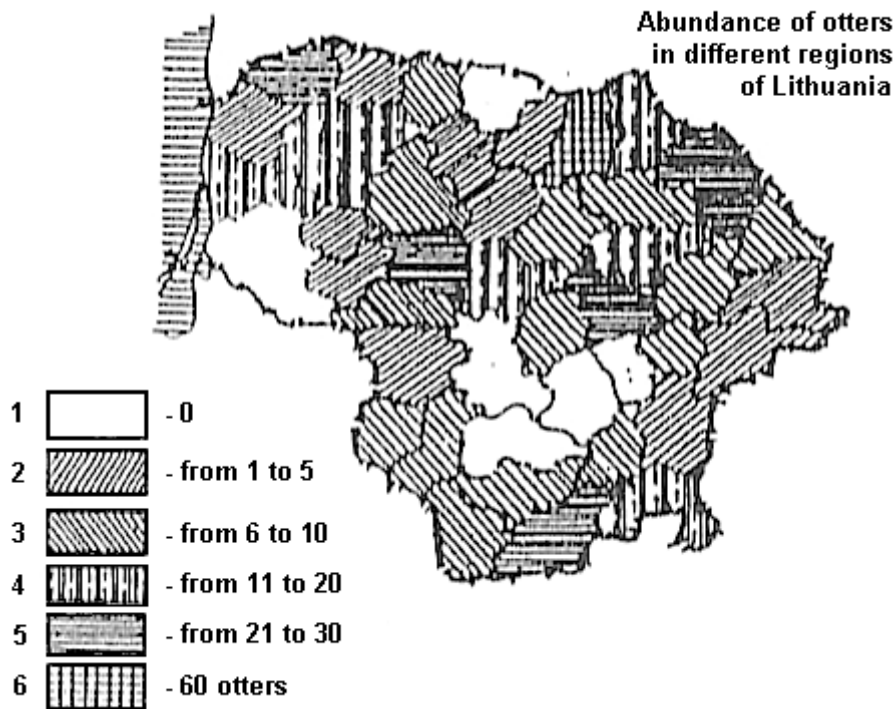 Abundance of otters
in different regions
of Lithuania
1 - 0
2 - from 1 to 5
3 - from 6 to 10
4 - from 11 to 20
5 - from 21 to 30
6 - 60 otters